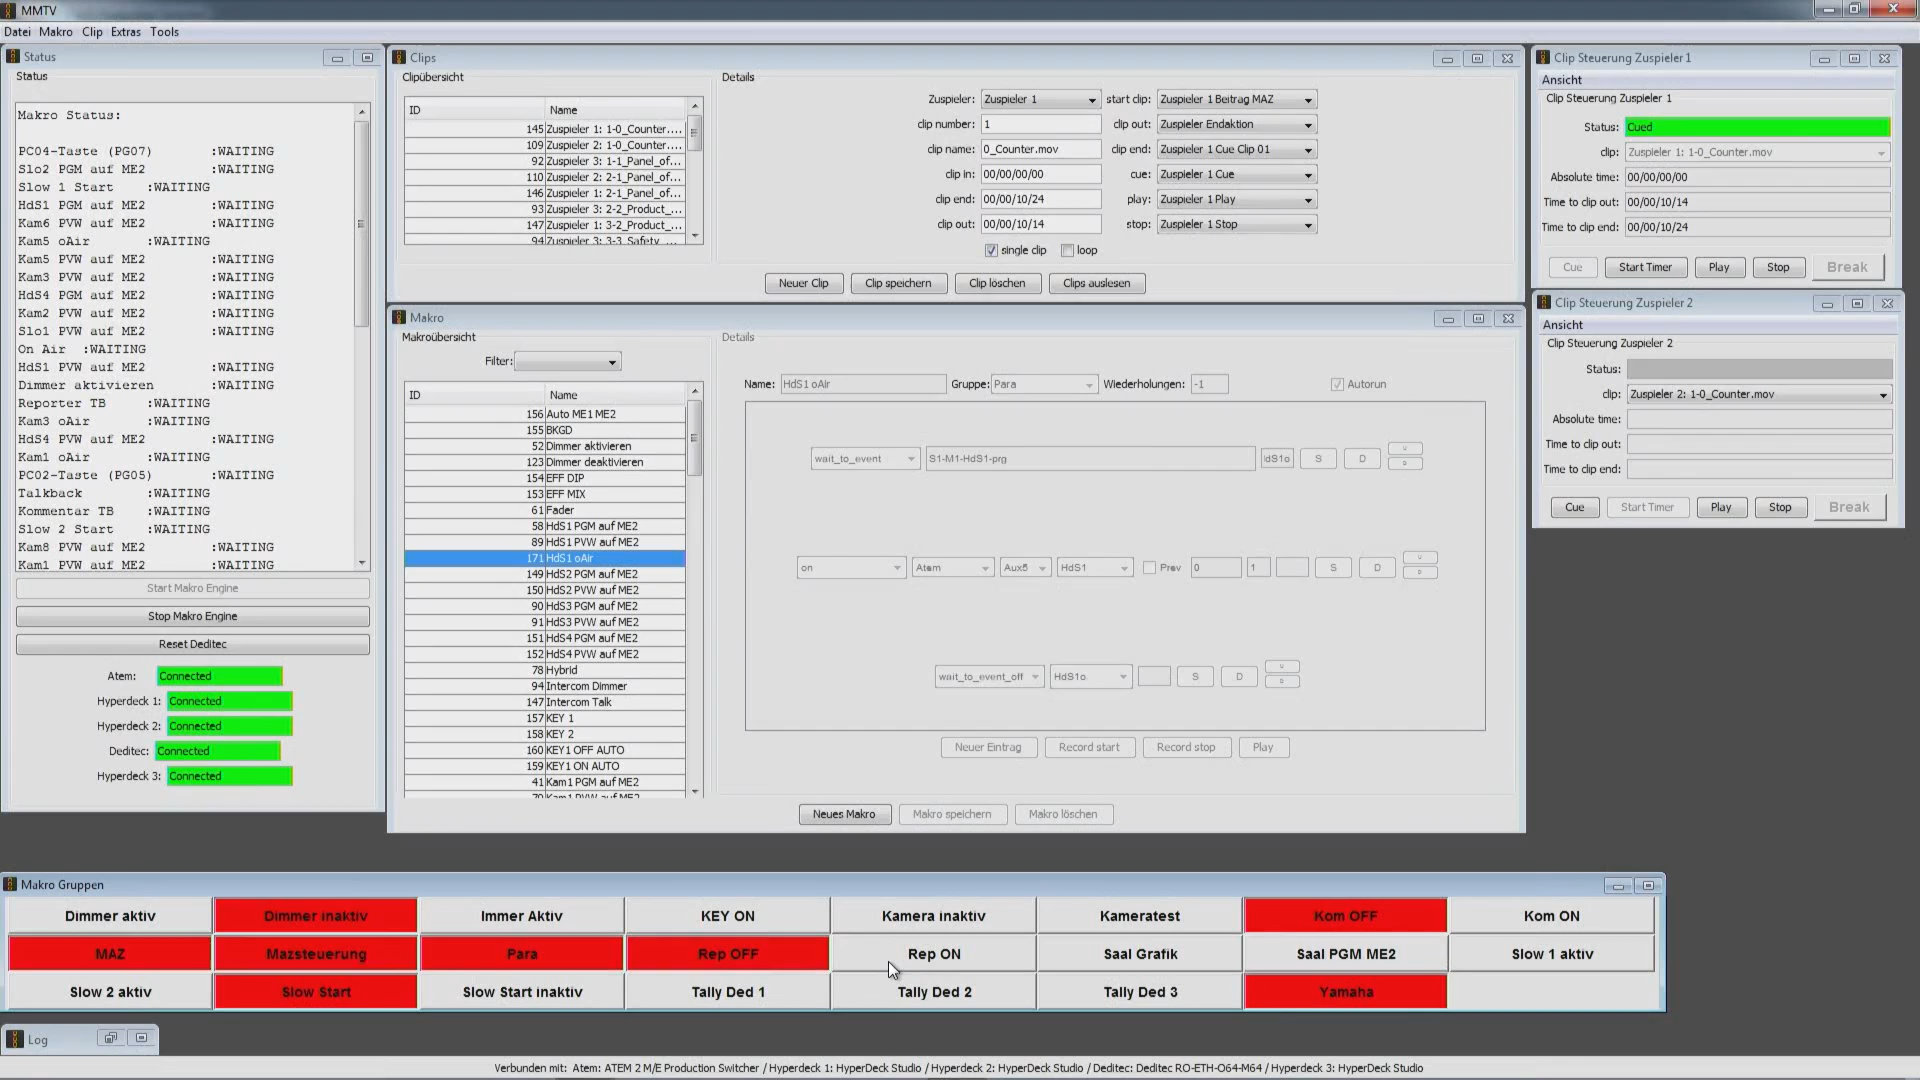 MMTV
Datei Makro Clip Extras Tools
Status
Status
Makro Status:
PC04-Taste (PG07) :WAITING
Slo2 PGM auf ME2 :WAITING
Slow 1 Start :WAITING
HdS1 PGM auf ME2 :WAITING
Kam6 PVW auf ME2 :WAITING
Kam5 oAir :WAITING
Kam5 PVW auf ME2 :WAITING
Kam3 PVW auf ME2 :WAITING
HdS4 PGM auf ME2 :WAITING
Kam2 PVW auf ME2 :WAITING
Slo1 PVW auf ME2 :WAITING
On Air :WAITING
HdS1 PVW auf ME2 :WAITING
Dimmer aktivieren :WAITING
Reporter TB :WAITING
Kam3 oAir :WAITING
HdS4 PVW auf ME2 :WAITING
Kam1 oAir :WAITING
PC02-Taste (PG05) :WAITING
Talkback :WAITING
Kommentar TB :WAITING
Slow 2 Start :WAITING
Kam8 PVW auf ME2 :WAITING
Kam1 PVW auf ME2 :WAITING
Start Makro Engine
Stop Makro Engine
Reset Deditec
Atem: Connected
Hyperdeck 1: Connected
Hyperdeck 2: Connected
Deditec: Connected
Hyperdeck 3: Connected
Clips
Clipübersicht
ID Name
145 Zuspieler 1: 1-0_Counter....
109 Zuspieler 2: 1-0_Counter....
92 Zuspieler 3: 1-1_Panel_of...
110 Zuspieler 2: 2-1_Panel_of...
146 Zuspieler 1: 2-1_Panel_of...
93 Zuspieler 3: 2-2_Product_...
147 Zuspieler 1: 3-2_Product_...
94 Zuspieler 3: 3-3_Safety_...
Details
Zuspieler: Zuspieler 1 start clip: Zuspieler 1 Beitrag MAZ
clip number: 1 clip out: Zuspieler Endaktion
clip name: 0_Counter.mov clip end: Zuspieler 1 Cue Clip 01
clip in: 00/00/00/00 cue: Zuspieler 1 Cue
clip end: 00/00/10/24 play: Zuspieler 1 Play
clip out: 00/00/10/14 stop: Zuspieler 1 Stop
single clip loop
Neuer Clip Clip speichern Clip löschen Clips auslesen
Makro
Makroübersicht
Filter:
ID Name
156 Auto ME1 ME2
155 BKGD
52 Dimmer aktivieren
123 Dimmer deaktivieren
154 EFF DIP
153 EFF MIX
61 Fader
58 HdS1 PGM auf ME2
89 HdS1 PVW auf ME2
171 HdS1 oAir
149 HdS2 PGM auf ME2
150 HdS2 PVW auf ME2
90 HdS3 PGM auf ME2
91 HdS3 PVW auf ME2
151 HdS4 PGM auf ME2
152 HdS4 PVW auf ME2
78 Hybrid
94 Intercom Dimmer
147 Intercom Talk
157 KEY 1
158 KEY 2
160 KEY1 OFF AUTO
159 KEY1 ON AUTO
41 Kam1 PGM auf ME2
70 Kam1 PVW auf ME2
Details
Name: HdS1 oAir Gruppe: Para Wiederholungen: -1 Autorun
wait_to_event S1-M1-HdS1-prg IdS1o S D U D
on Atem Aux5 HdS1 Prev 0 1 S D U D
wait_to_event_off HdS1o S D U D
Neuer Eintrag Record start Record stop Play
Neues Makro Makro speichern Makro löschen
Clip Steuerung Zuspieler 1
Ansicht
Clip Steuerung Zuspieler 1
Status: Cued
clip: Zuspieler 1: 1-0_Counter.mov
Absolute time: 00/00/00/00
Time to clip out: 00/00/10/14
Time to clip end: 00/00/10/24
Cue Start Timer Play Stop Break
Clip Steuerung Zuspieler 2
Ansicht
Clip Steuerung Zuspieler 2
Status:
clip: Zuspieler 2: 1-0_Counter.mov
Absolute time:
Time to clip out:
Time to clip end:
Cue Start Timer Play Stop Break
Makro Gruppen
Dimmer aktiv Dimmer inaktiv Immer Aktiv KEY ON Kamera inaktiv Kameratest Kom OFF Kom ON
MAZ Mazsteuerung Para Rep OFF Rep ON Saal Grafik Saal PGM ME2 Slow 1 aktiv
Slow 2 aktiv Slow Start Slow Start inaktiv Tally Ded 1 Tally Ded 2 Tally Ded 3 Yamaha
Log
Verbunden mit: Atem: ATEM 2 M/E Production Switcher / Hyperdeck 1: HyperDeck Studio / Hyperdeck 2: HyperDeck Studio / Deditec: Deditec RO-ETH-O64-M64 / Hyperdeck 3: HyperDeck Studio